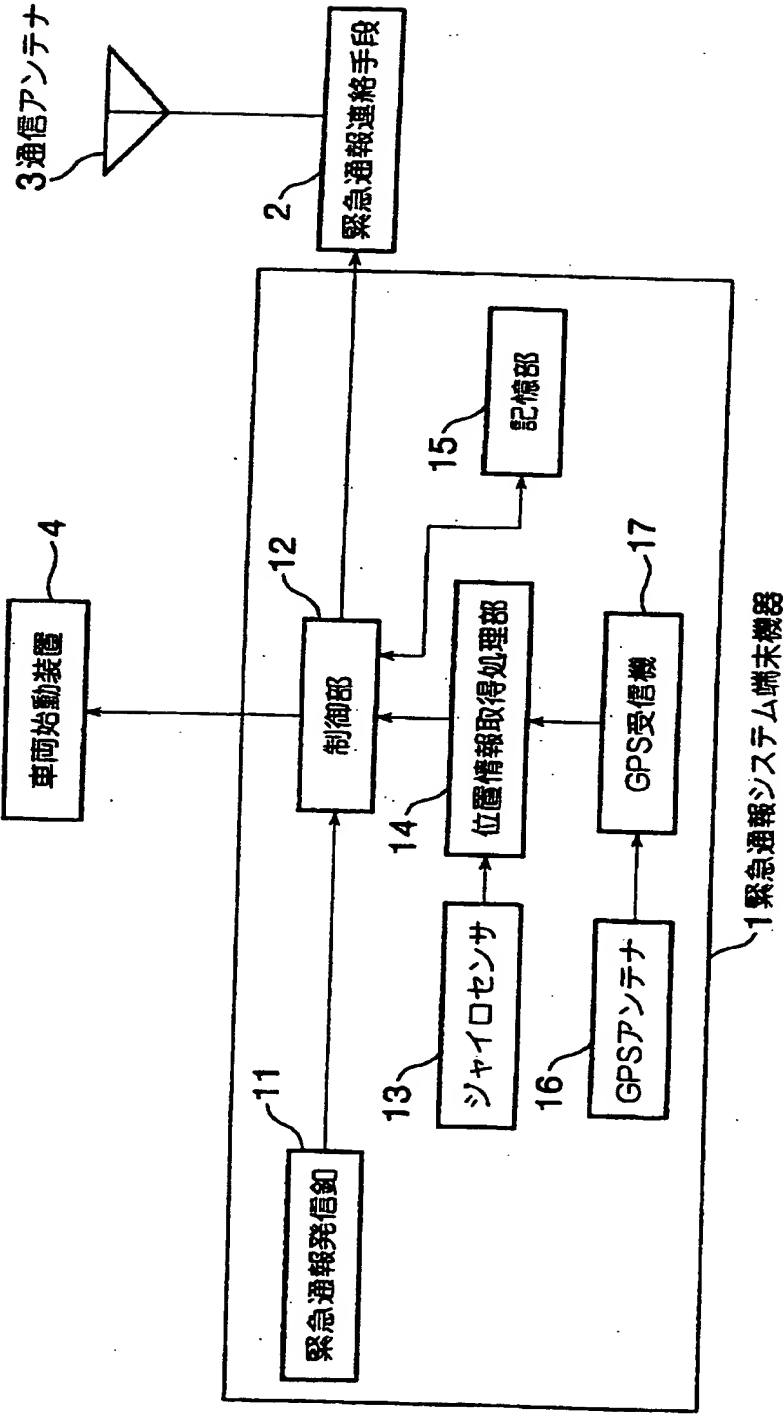 3通信アンテナ
2
緊急通報連絡手段
4
車両始動装置
12
制御部
15
記憶部
11
緊急通報発信釦
14
位置情報取得処理部
13
ジャイロセンサ
17
GPS受信機
16
GPSアンテナ
1緊急通報システム端末機器